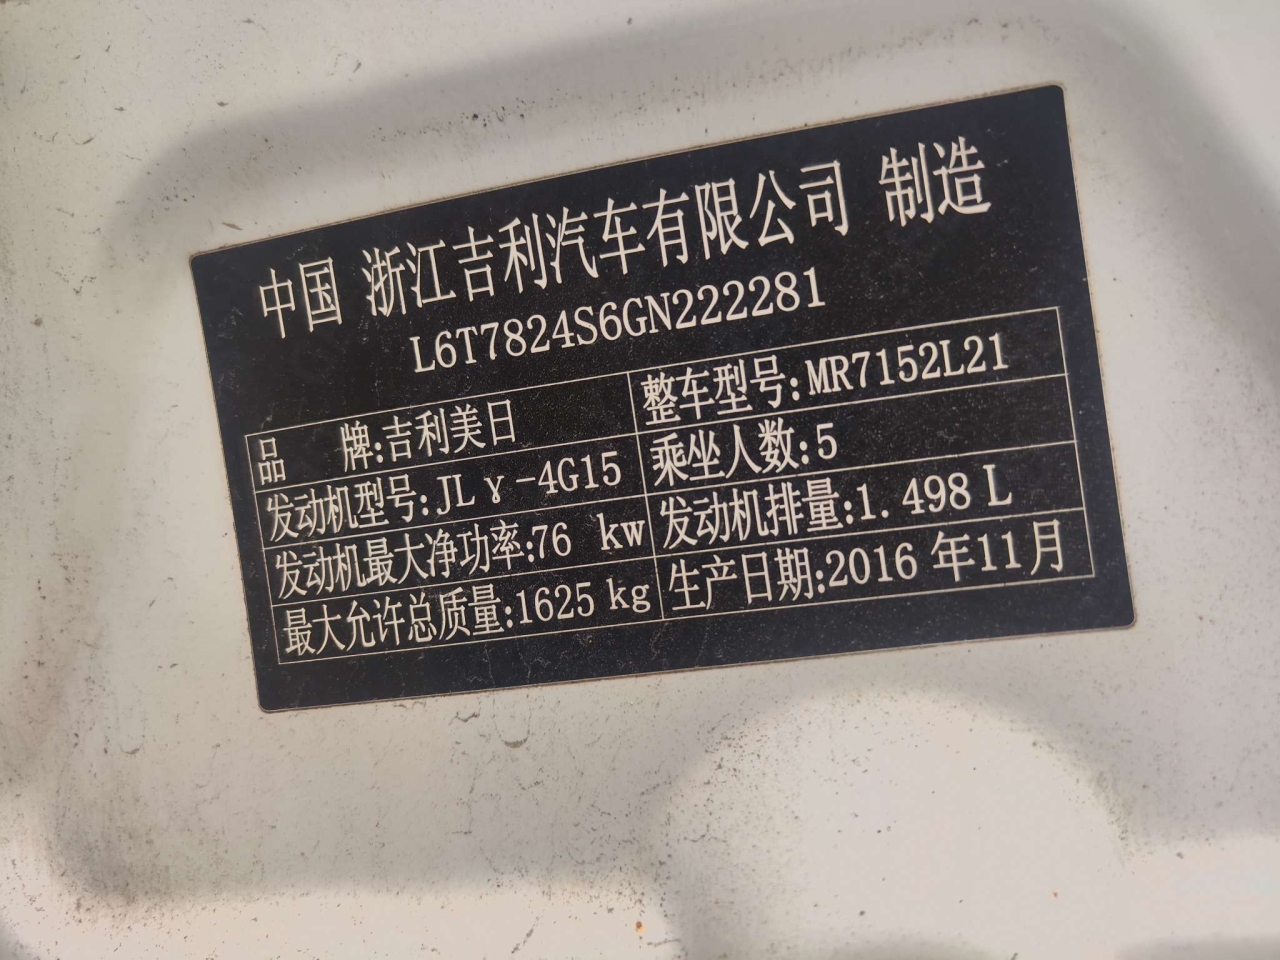 中国 浙江吉利汽车有限公司 制造
L6T7824S6GN222281
品 牌:吉利美日 整车型号:MR7152L21
发动机型号:JLγ-4G15 乘坐人数:5
发动机最大净功率:76 kw 发动机排量:1.498 L
最大允许总质量:1625 kg 生产日期:2016 年11月